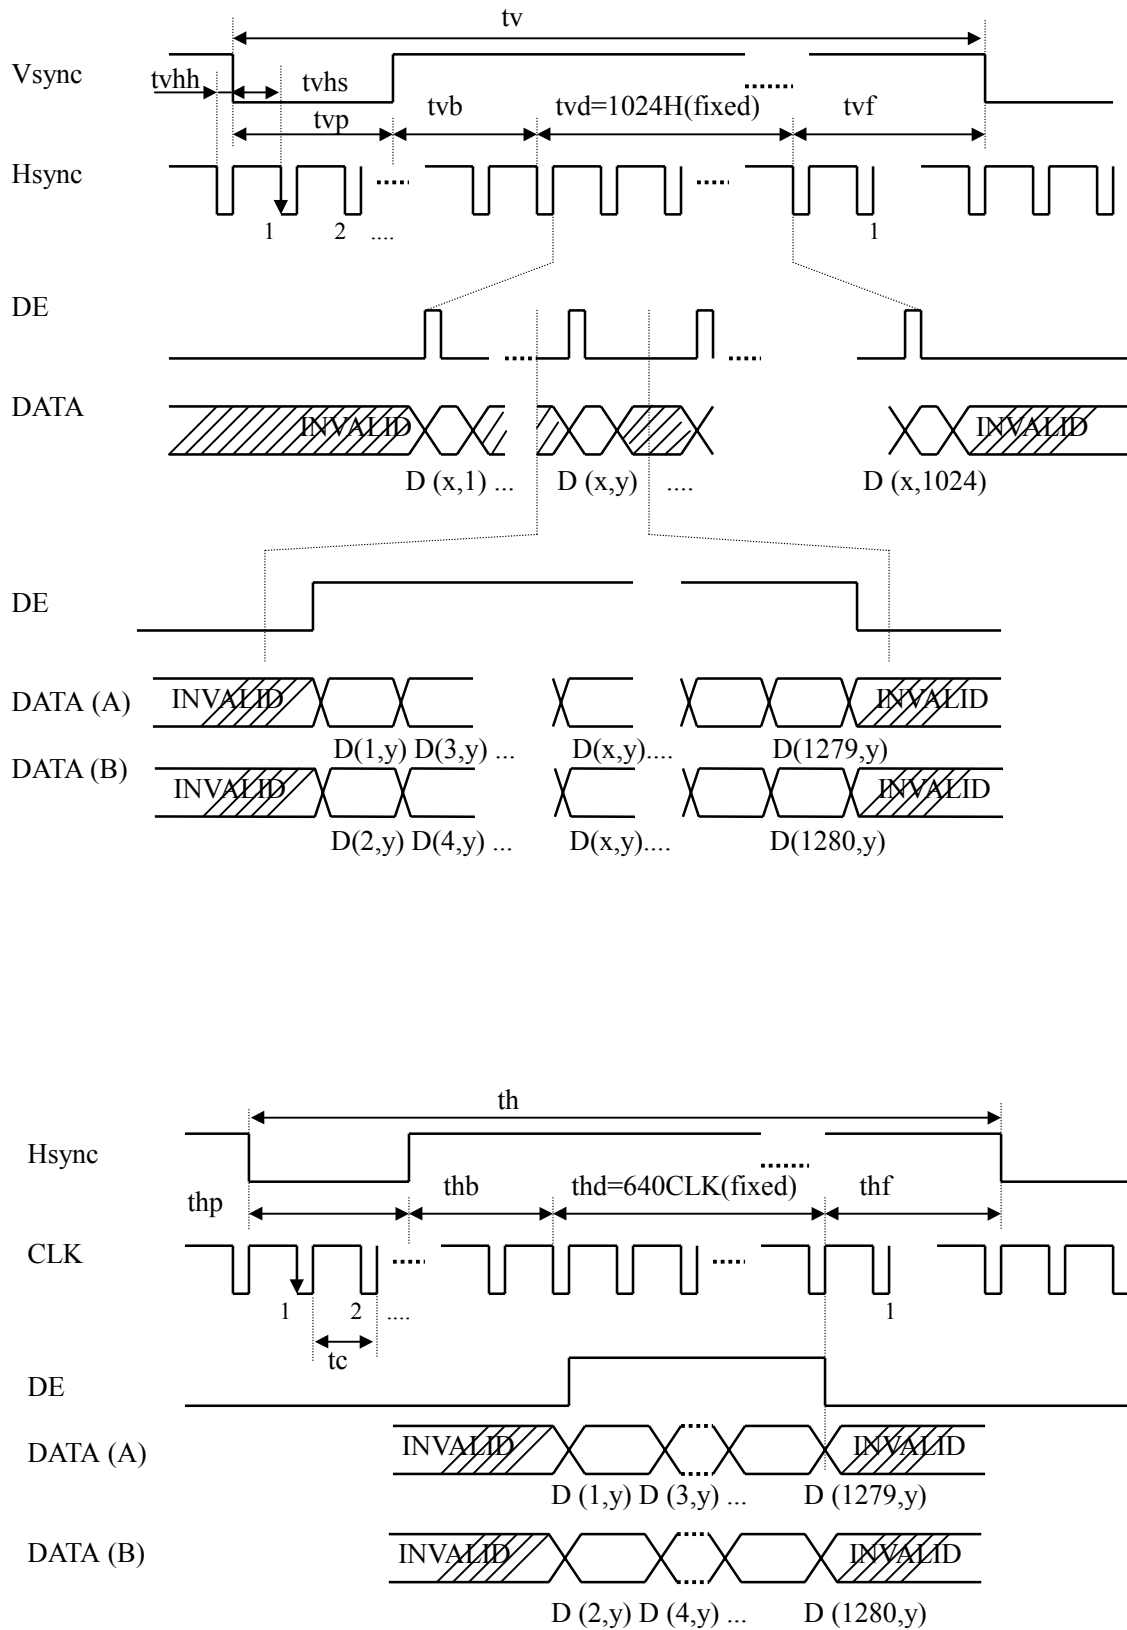 tv
Vsync
tvhh
tvhs
tvp
tvb
tvd=1024H(fixed)
tvf
Hsync
1 2 .... 1
DE
DATA
INVALID INVALID
D (x,1) ... D (x,y) .... D (x,1024)
DE
DATA (A)
INVALID INVALID
D(1,y) D(3,y) ... D(x,y).... D(1279,y)
DATA (B)
INVALID INVALID
D(2,y) D(4,y) ... D(x,y).... D(1280,y)
th
Hsync
thp
thb
thd=640CLK(fixed)
thf
CLK
1 2 .... 1
tc
DE
DATA (A)
INVALID INVALID
D (1,y) D (3,y) ... D (1279,y)
DATA (B)
INVALID INVALID
D (2,y) D (4,y) ... D (1280,y)